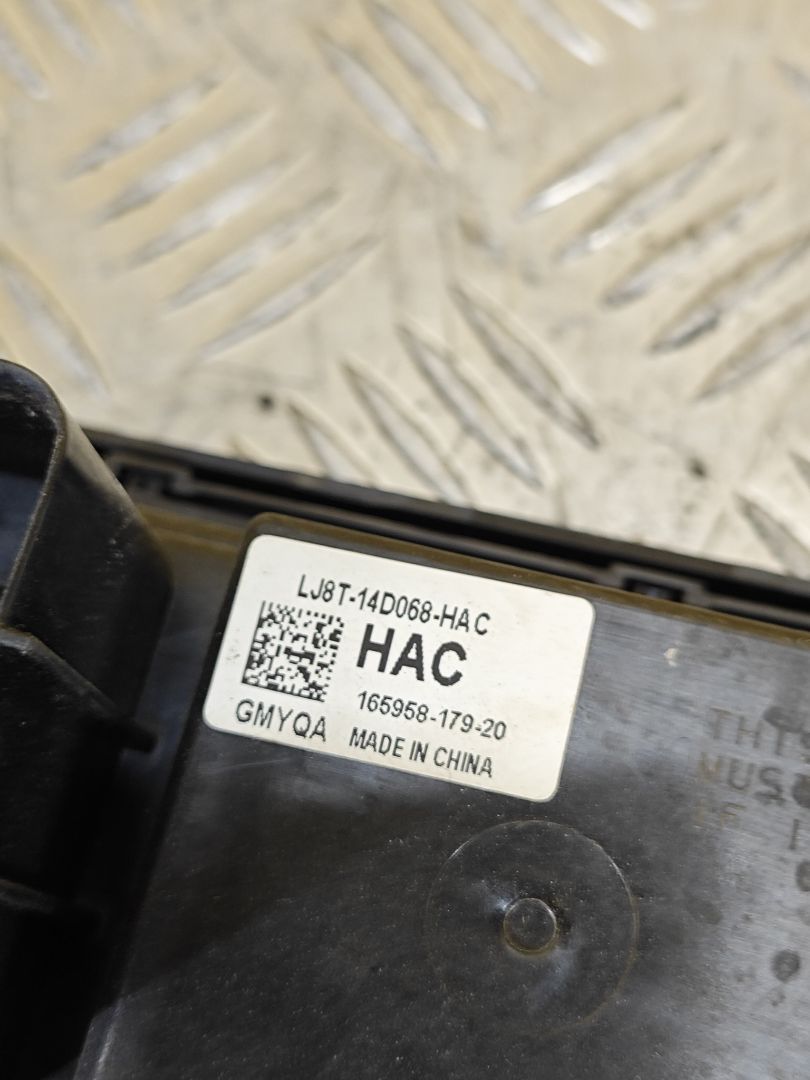 LJ8T-14D068-HAC
HAC
165958-179-20
GMYQA MADE IN CHINA